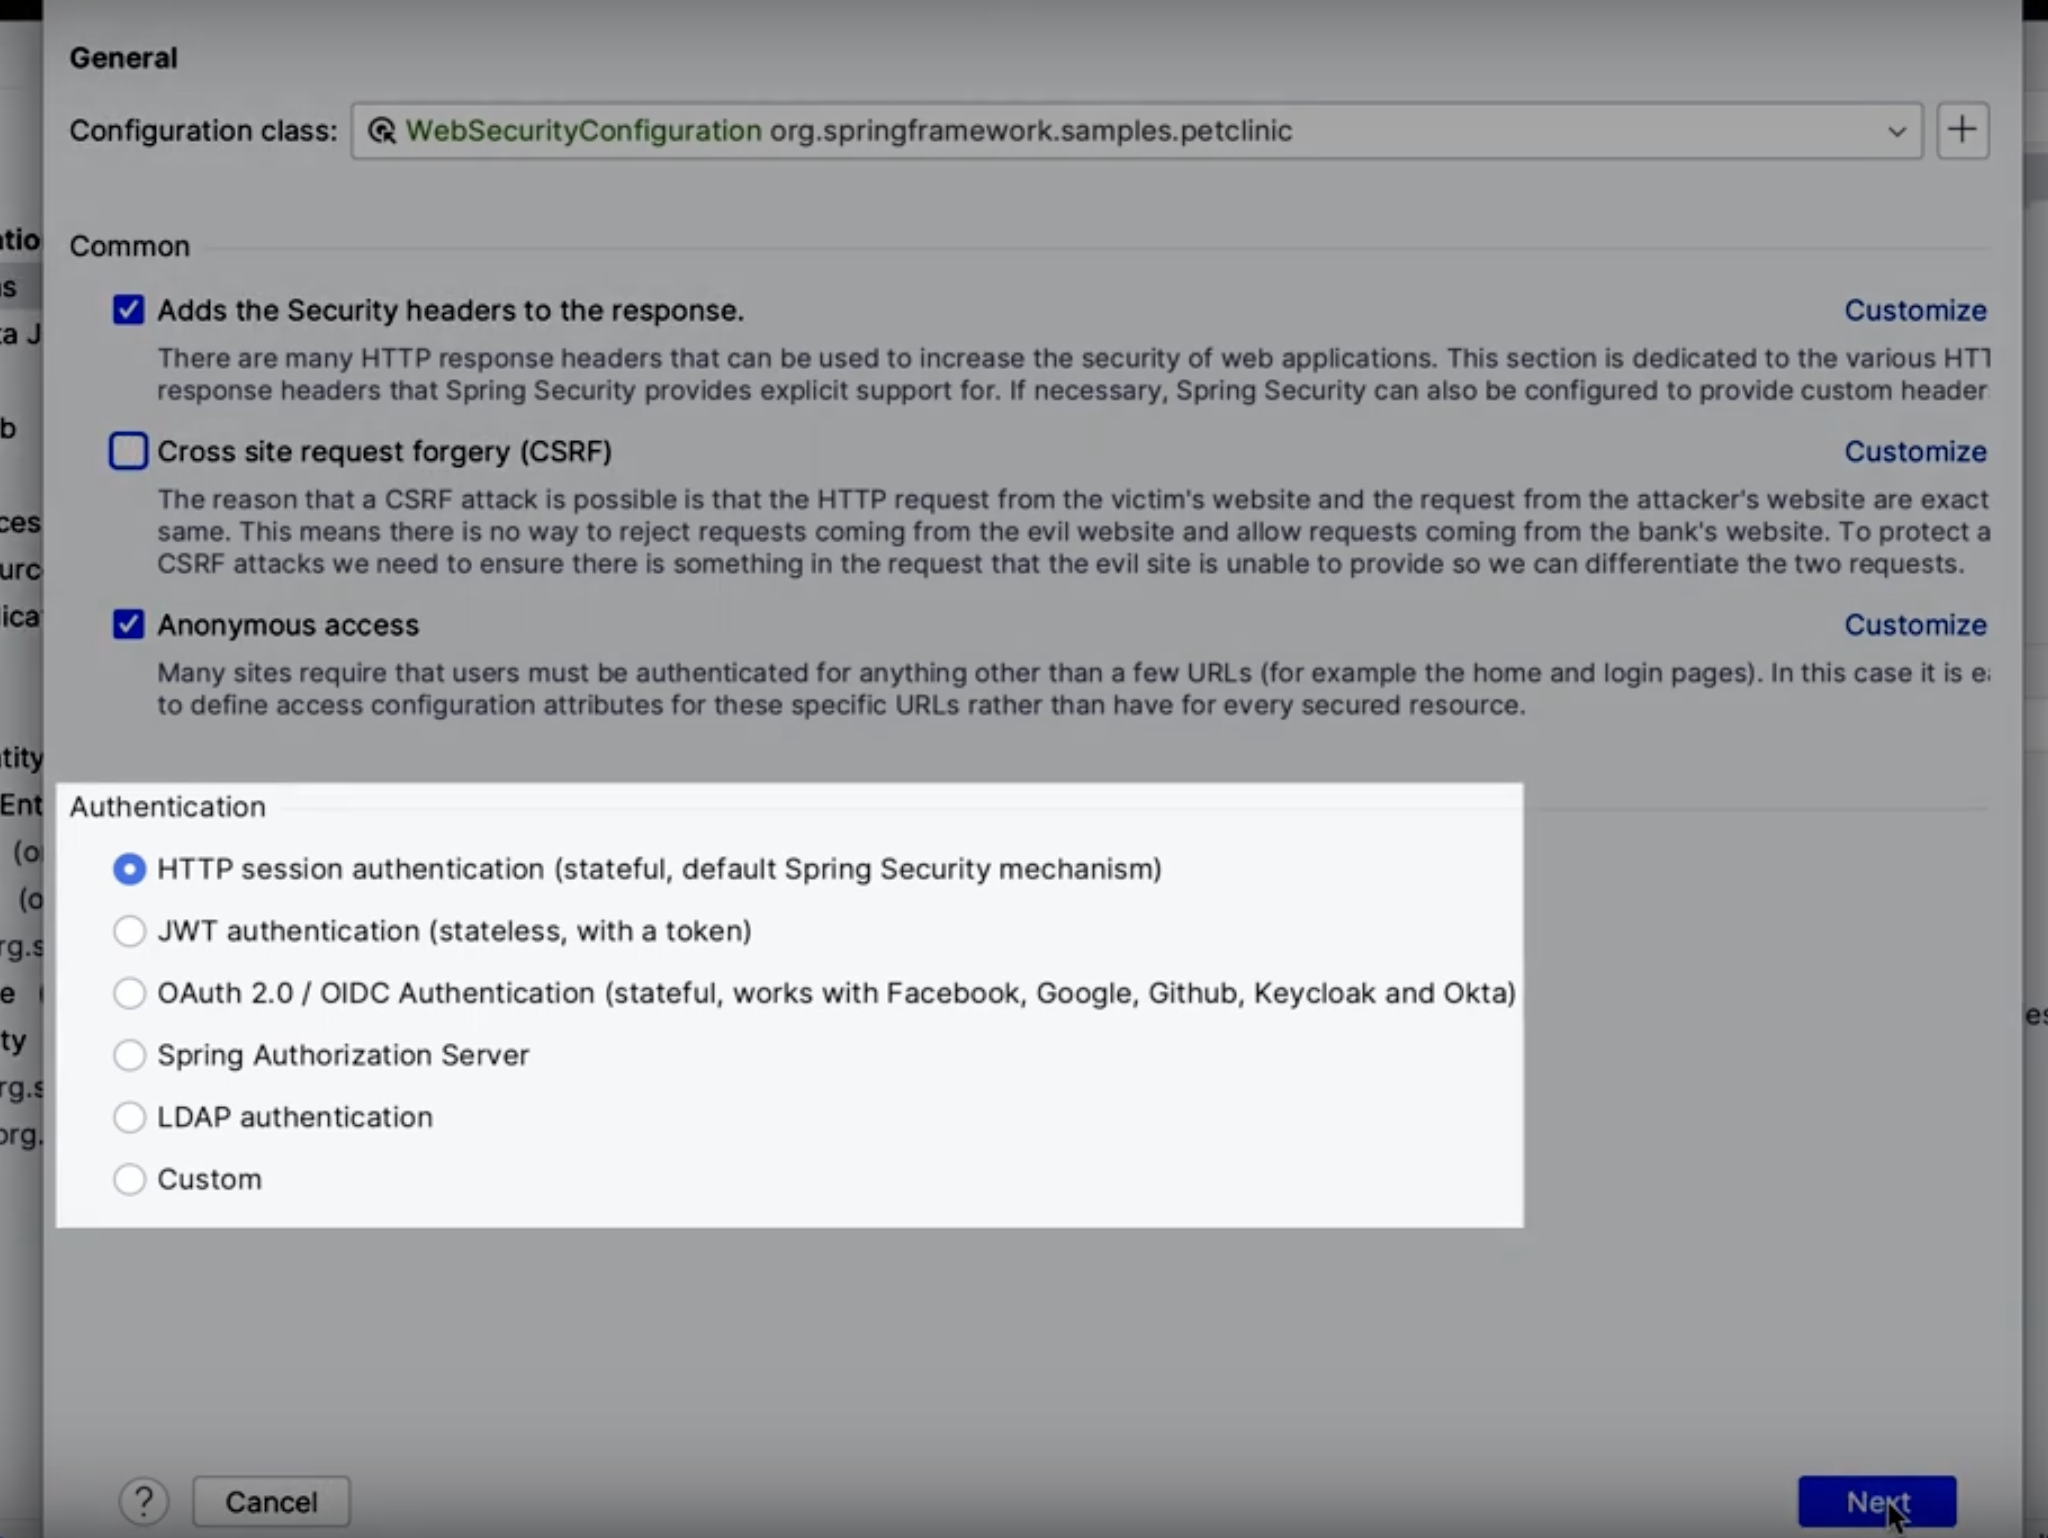 General
Configuration class: WebSecurityConfiguration org.springframework.samples.petclinic
Common
Adds the Security headers to the response. Customize
There are many HTTP response headers that can be used to increase the security of web applications. This section is dedicated to the various
response headers that Spring Security provides explicit support for. If necessary, Spring Security can also be configured to provide custom header
Cross site request forgery (CSRF) Customize
The reason that a CSRF attack is possible is that the HTTP request from the victim's website and the request from the attacker's website are exact
same. This means there is no way to reject requests coming from the evil website and allow requests coming from the bank's website. To protect a
CSRF attacks we need to ensure there is something in the request that the evil site is unable to provide so we can differentiate the two requests.
Anonymous access Customize
Many sites require that users must be authenticated for anything other than a few URLs (for example the home and login pages). In this case it is
to define access configuration attributes for these specific URLs rather than have for every secured resource.
Authentication
HTTP session authentication (stateful, default Spring Security mechanism)
JWT authentication (stateless, with a token)
OAuth 2.0 / OIDC Authentication (stateful, works with Facebook, Google, Github, Keycloak and Okta)
Spring Authorization Server
LDAP authentication
Custom
? Cancel Next